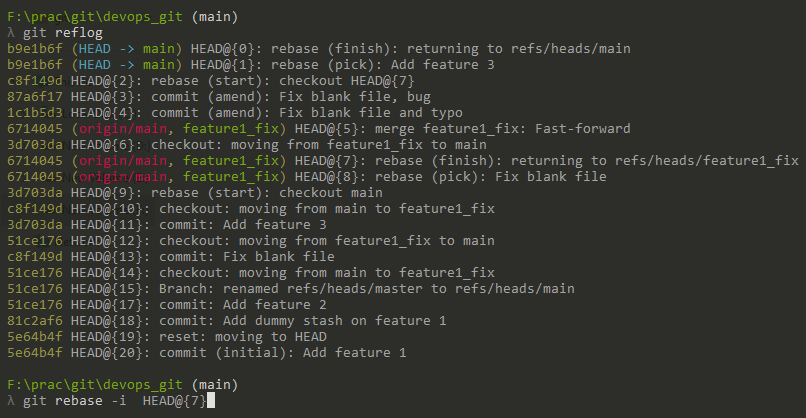 F:\prac\git\devops_git (main)
λ git reflog
b9e1b6f (HEAD -> main) HEAD@{0}: rebase (finish): returning to refs/heads/main
b9e1b6f (HEAD -> main) HEAD@{1}: rebase (pick): Add feature 3
c8f149d HEAD@{2}: rebase (start): checkout HEAD@{7}
87a6f17 HEAD@{3}: commit (amend): Fix blank file, bug
1c1b5d3 HEAD@{4}: commit (amend): Fix blank file and typo
6714045 (origin/main, feature1_fix) HEAD@{5}: merge feature1_fix: Fast-forward
3d703da HEAD@{6}: checkout: moving from feature1_fix to main
6714045 (origin/main, feature1_fix) HEAD@{7}: rebase (finish): returning to refs/heads/feature1_fix
6714045 (origin/main, feature1_fix) HEAD@{8}: rebase (pick): Fix blank file
3d703da HEAD@{9}: rebase (start): checkout main
c8f149d HEAD@{10}: checkout: moving from main to feature1_fix
3d703da HEAD@{11}: commit: Add feature 3
51ce176 HEAD@{12}: checkout: moving from feature1_fix to main
c8f149d HEAD@{13}: commit: Fix blank file
51ce176 HEAD@{14}: checkout: moving from main to feature1_fix
51ce176 HEAD@{15}: Branch: renamed refs/heads/master to refs/heads/main
51ce176 HEAD@{17}: commit: Add feature 2
81c2af6 HEAD@{18}: commit: Add dummy stash on feature 1
5e64b4f HEAD@{19}: reset: moving to HEAD
5e64b4f HEAD@{20}: commit (initial): Add feature 1
F:\prac\git\devops_git (main)
λ git rebase -i  HEAD@{7}